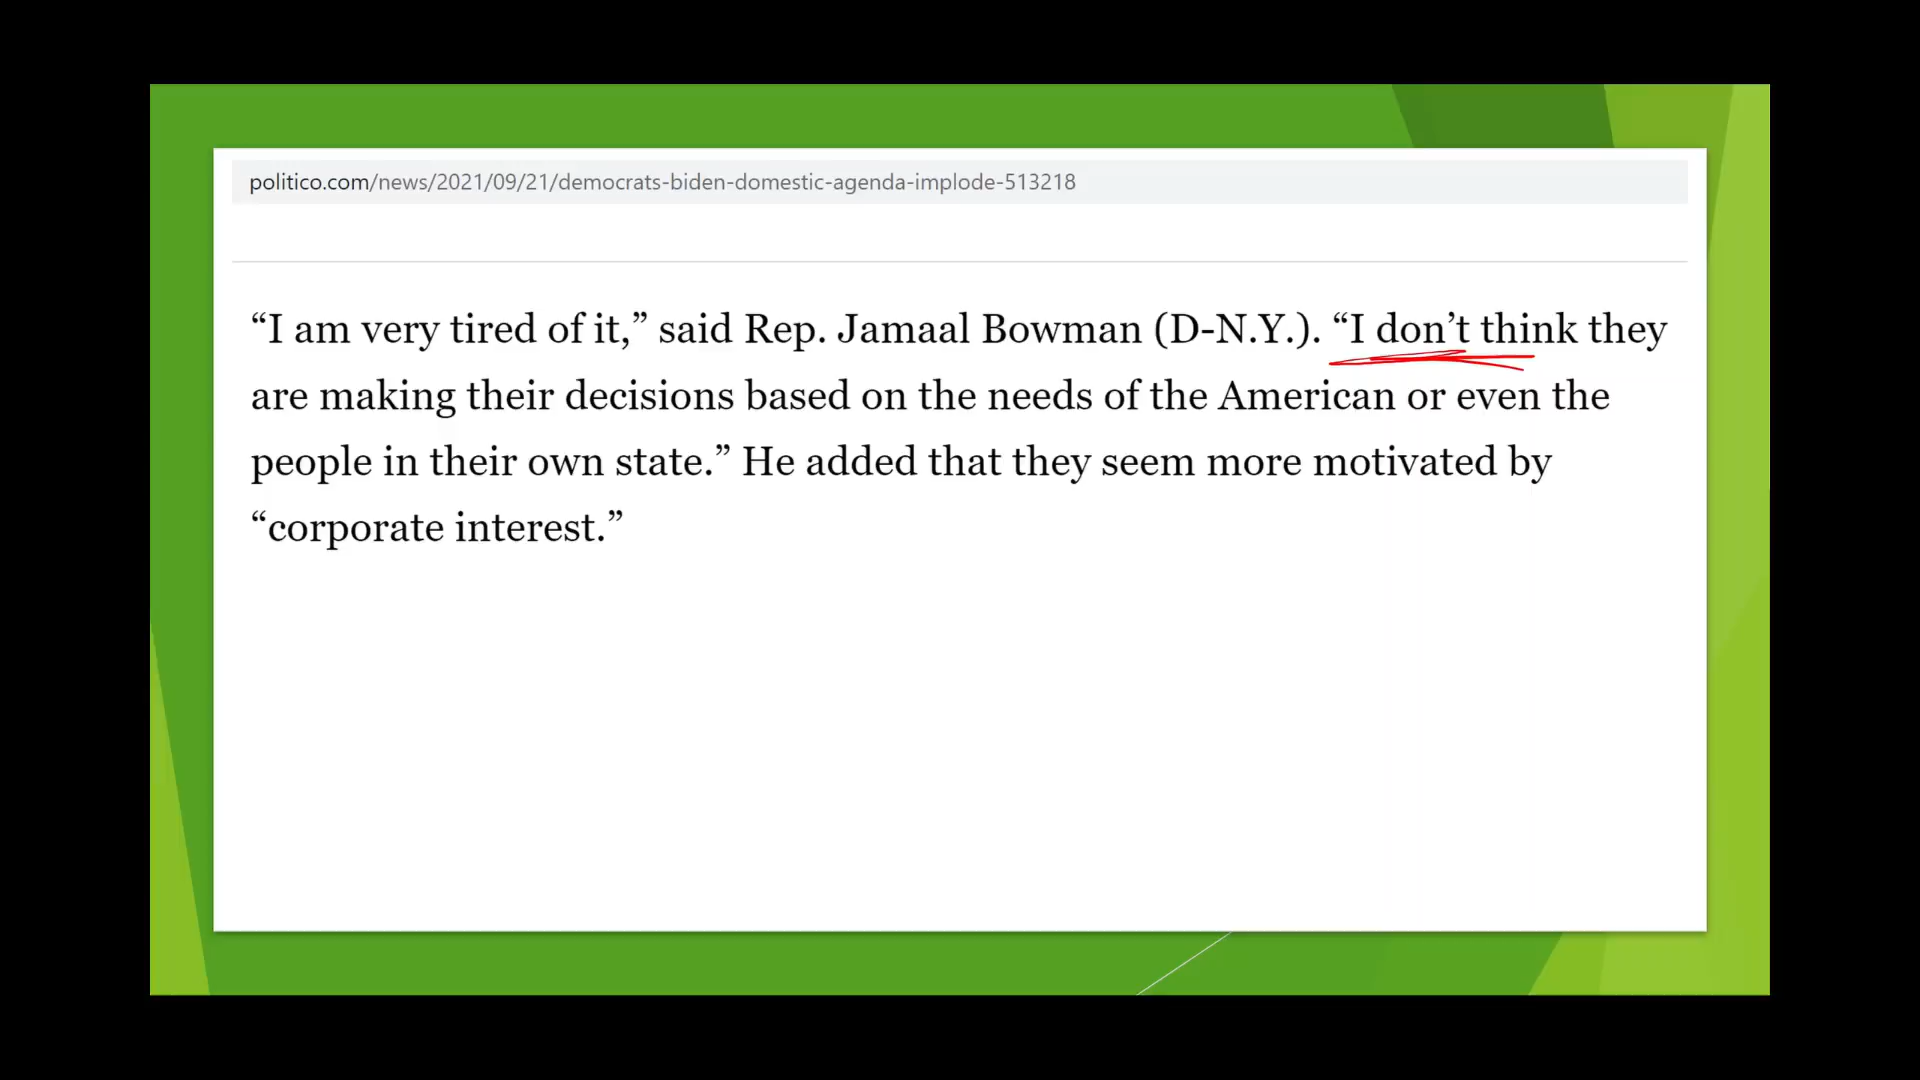 politico.com/news/2021/09/21/democrats-biden-domestic-agenda-implode-513218
“I am very tired of it,” said Rep. Jamaal Bowman (D-N.Y.). “I don’t think they
are making their decisions based on the needs of the American or even the
people in their own state.” He added that they seem more motivated by
“corporate interest.”